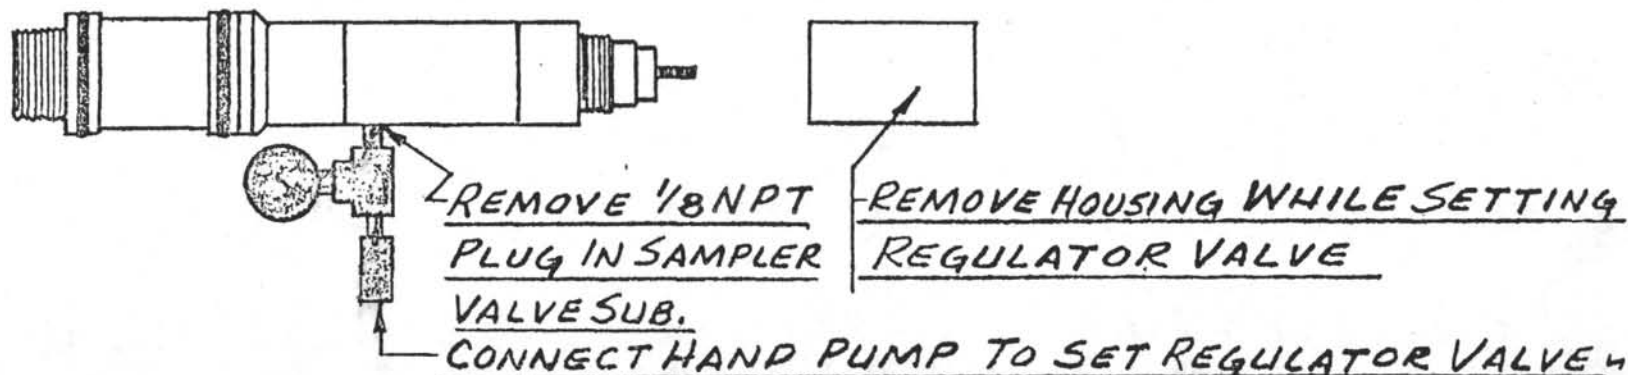 REMOVE 1/8 NPT
PLUG IN SAMPLER
VALVE SUB.
REMOVE HOUSING WHILE SETTING
REGULATOR VALVE
CONNECT HAND PUMP TO SET REGULATOR VALVE